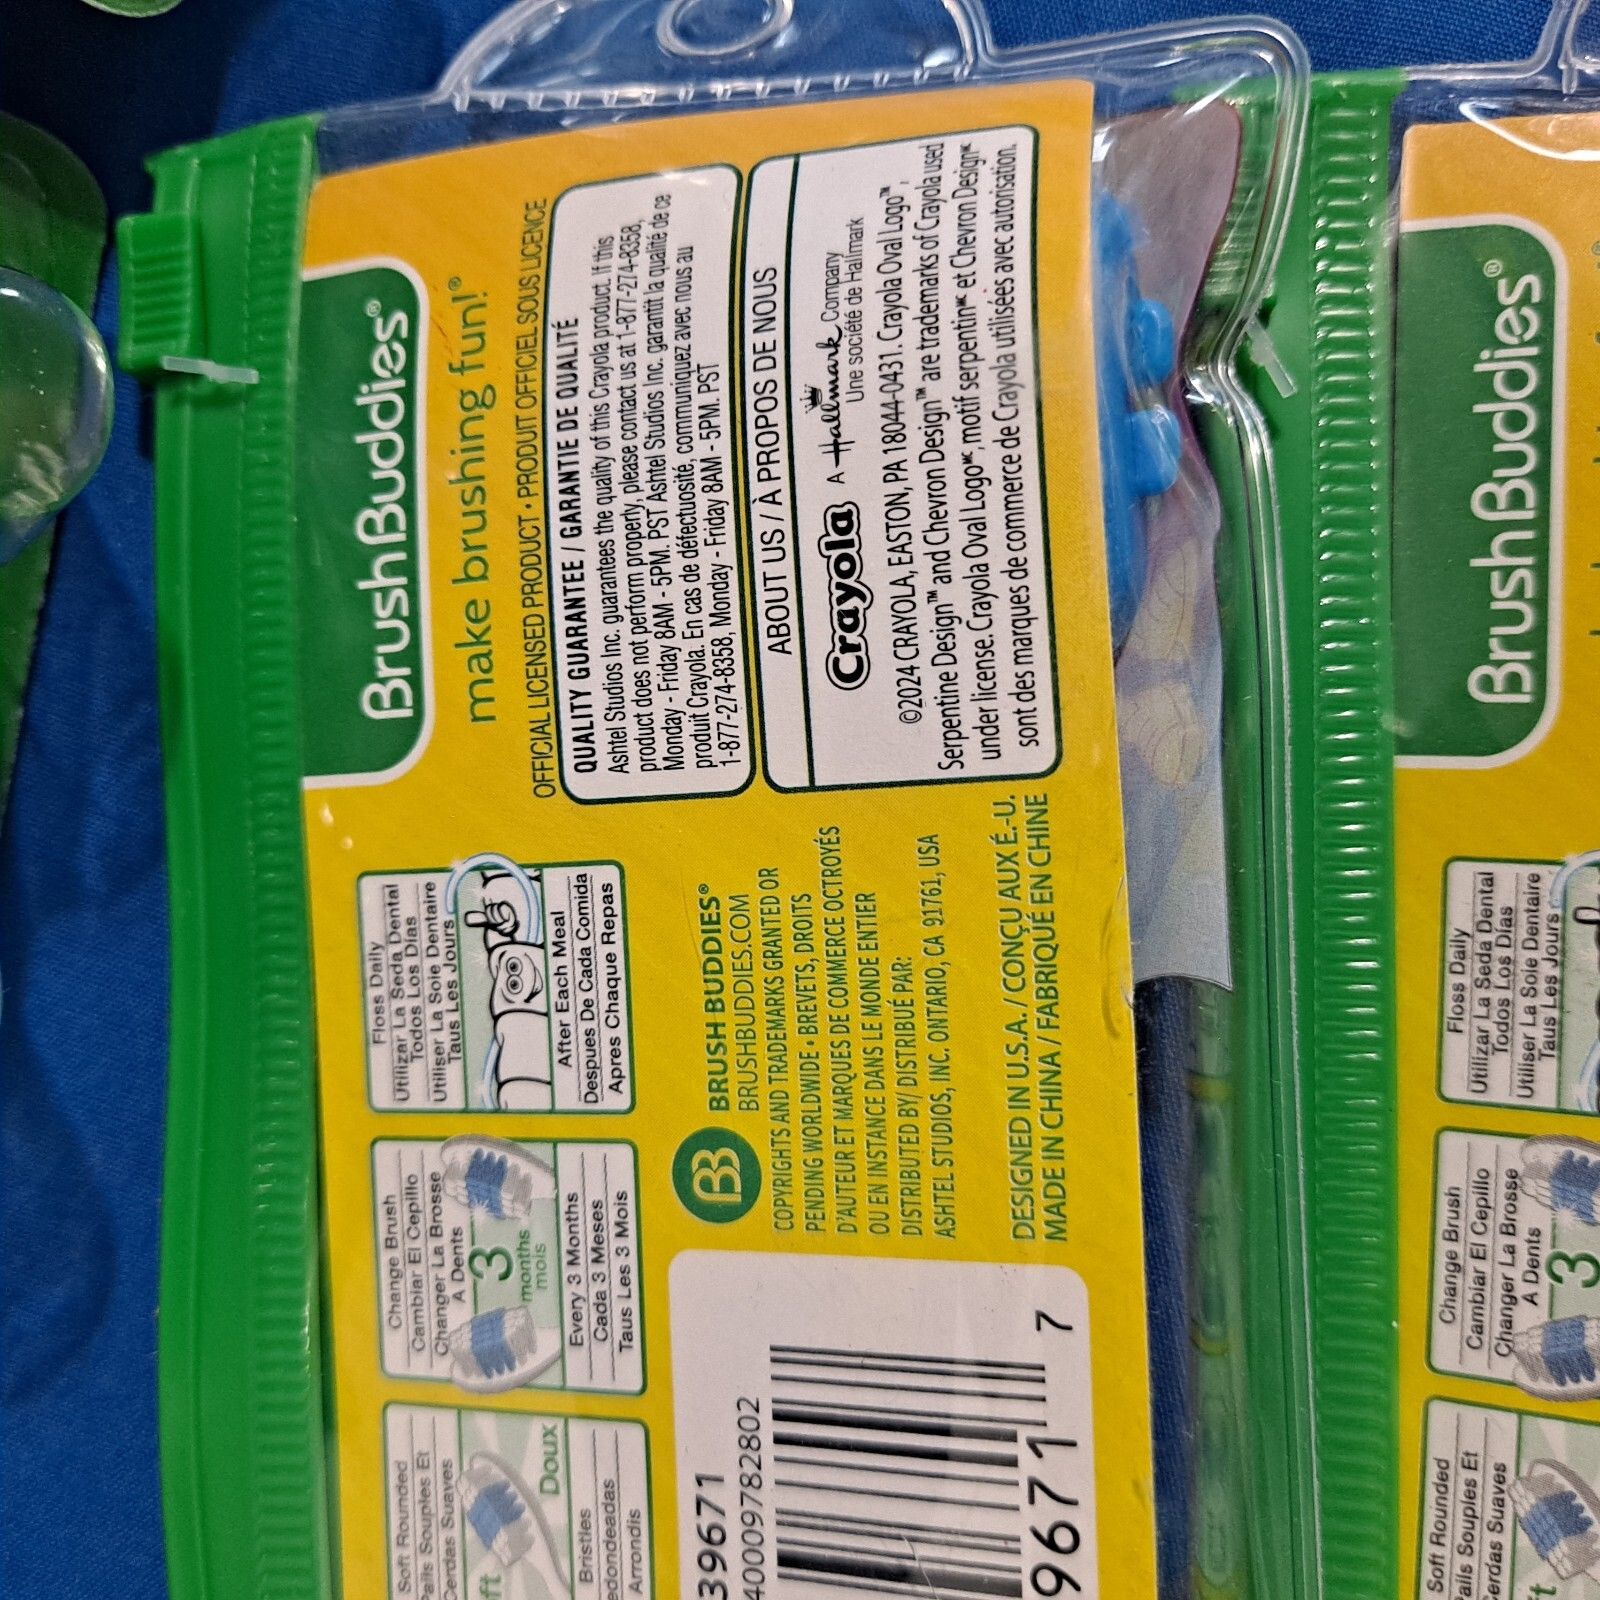 BrushBuddies®
make brushing fun!®
OFFICIAL LICENSED PRODUCT • PRODUIT OFFICIEL SOUS LICENCE
QUALITY GUARANTEE / GARANTIE DE QUALITÉ
Ashtel Studios Inc. guarantees the quality of this Crayola product. If this
product does not perform properly, please contact us at 1-877-274-8358,
Monday - Friday 8AM - 5PM. PST Ashtel Studios Inc. garantit la qualité de ce
produit Crayola. En cas de défectuosité, communiquez avec nous au
1-877-274-8358, Monday - Friday 8AM - 5PM. PST
ABOUT US / À PROPOS DE NOUS
Crayola A Hallmark Company
Une société de Hallmark
©2024 CRAYOLA, EASTON, PA 18044-0431. Crayola Oval Logo™,
Serpentine Design™ and Chevron Design™ are trademarks of Crayola used
under license. Crayola Oval Logoᴹᶜ, motif serpentinᴹᶜ et Chevron Designᴹᶜ
sont des marques de commerce de Crayola utilisées avec autorisation.
Floss Daily
Utilizar La Seda Dental
Todos Los Dias
Utiliser La Soie Dentaire
Taus Les Jours
After Each Meal
Despues De Cada Comida
Apres Chaque Repas
Change Brush
Cambiar El Cepillo
Changer La Brosse
A Dents
3
months
mois
Every 3 Months
Cada 3 Meses
Taus Les 3 Mois
Soft Rounded
Pails Souples Et
Cerdas Suaves
ft
Doux
Bristles
edondeadas
Arrondis
BB
BRUSH BUDDIES®
BRUSHBUDDIES.COM
COPYRIGHTS AND TRADEMARKS GRANTED OR
PENDING WORLDWIDE • BREVETS, DROITS
D'AUTEUR ET MARQUES DE COMMERCE OCTROYÉS
OU EN INSTANCE DANS LE MONDE ENTIER
DISTRIBUTED BY/ DISTRIBUÉ PAR:
ASHTEL STUDIOS, INC. ONTARIO, CA 91761, USA
DESIGNED IN U.S.A. / CONÇU AUX É.-U.
MADE IN CHINA / FABRIQUÉ EN CHINE
39671
40009782802
9671 7
BrushBuddies®
Floss Daily
Utilizar La Seda Dental
Todos Los Dias
Utiliser La Soie Dentaire
Taus Les Jours
Change Brush
Cambiar El Cepillo
Changer La Brosse
A Dents
3
Soft Rounded
ails Souples Et
erdas Suaves
ft